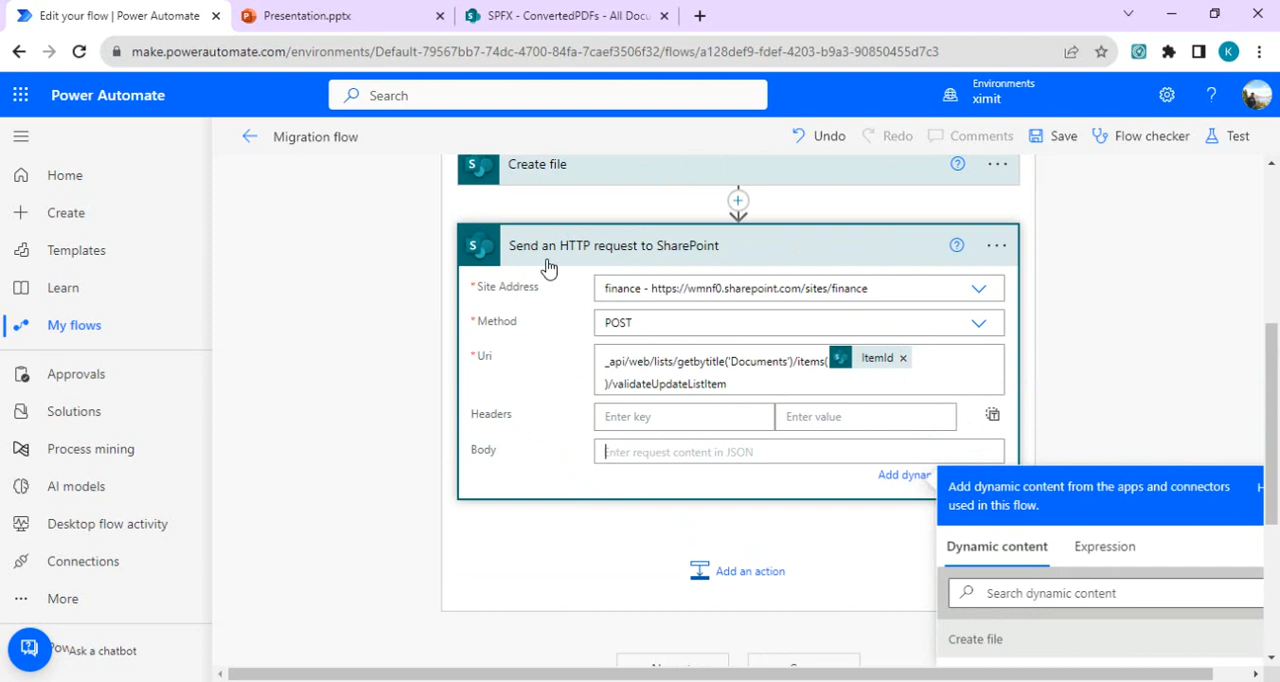 Edit your flow | Power Automate
Presentation.pptx
SPFX - ConvertedPDFs - All Docu
make.powerautomate.com/environments/Default-79567bb7-74dc-4700-84fa-7caef3506f32/flows/a128def9-fdef-4203-b9a3-90850455d7c3
K
Power Automate
Search
Environments
ximit
Migration flow
Undo
Redo
Comments
Save
Flow checker
Test
Home
Create
Templates
Learn
My flows
Approvals
Solutions
Process mining
AI models
Desktop flow activity
Connections
More
Ask a chatbot
Create file
Send an HTTP request to SharePoint
* Site Address
finance - https://wmnf0.sharepoint.com/sites/finance
* Method
POST
* Uri
_api/web/lists/getbytitle('Documents')/items( ItemId
)/validateUpdateListItem
Headers
Enter key
Enter value
Body
Enter request content in JSON
Add dynam
Add an action
Add dynamic content from the apps and connectors
used in this flow.
Dynamic content
Expression
Search dynamic content
Create file